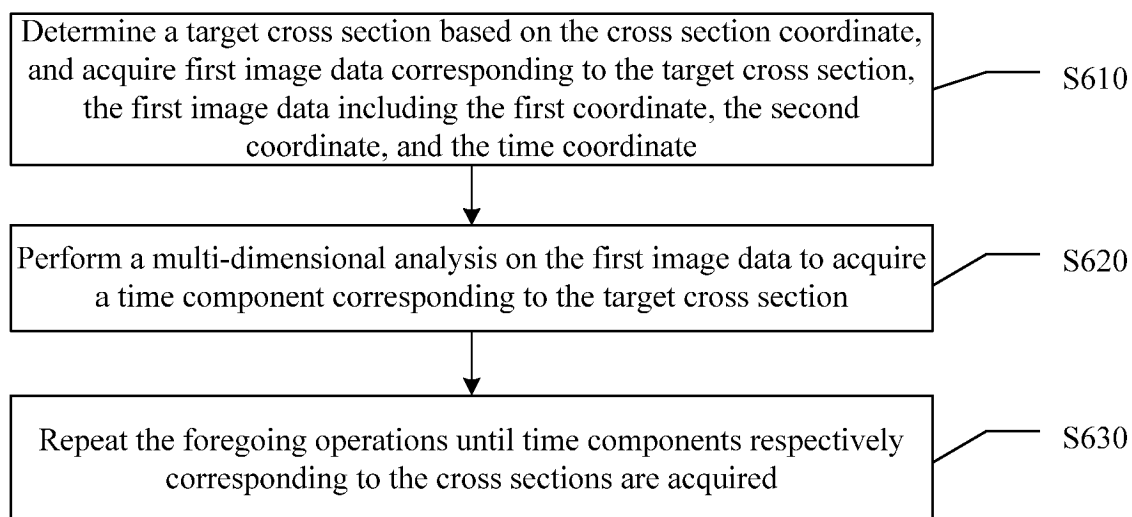 Determine a target cross section based on the cross section coordinate,
and acquire first image data corresponding to the target cross section,
the first image data including the first coordinate, the second
coordinate, and the time coordinate
S610
Perform a multi-dimensional analysis on the first image data to acquire
a time component corresponding to the target cross section
S620
Repeat the foregoing operations until time components respectively
corresponding to the cross sections are acquired
S630